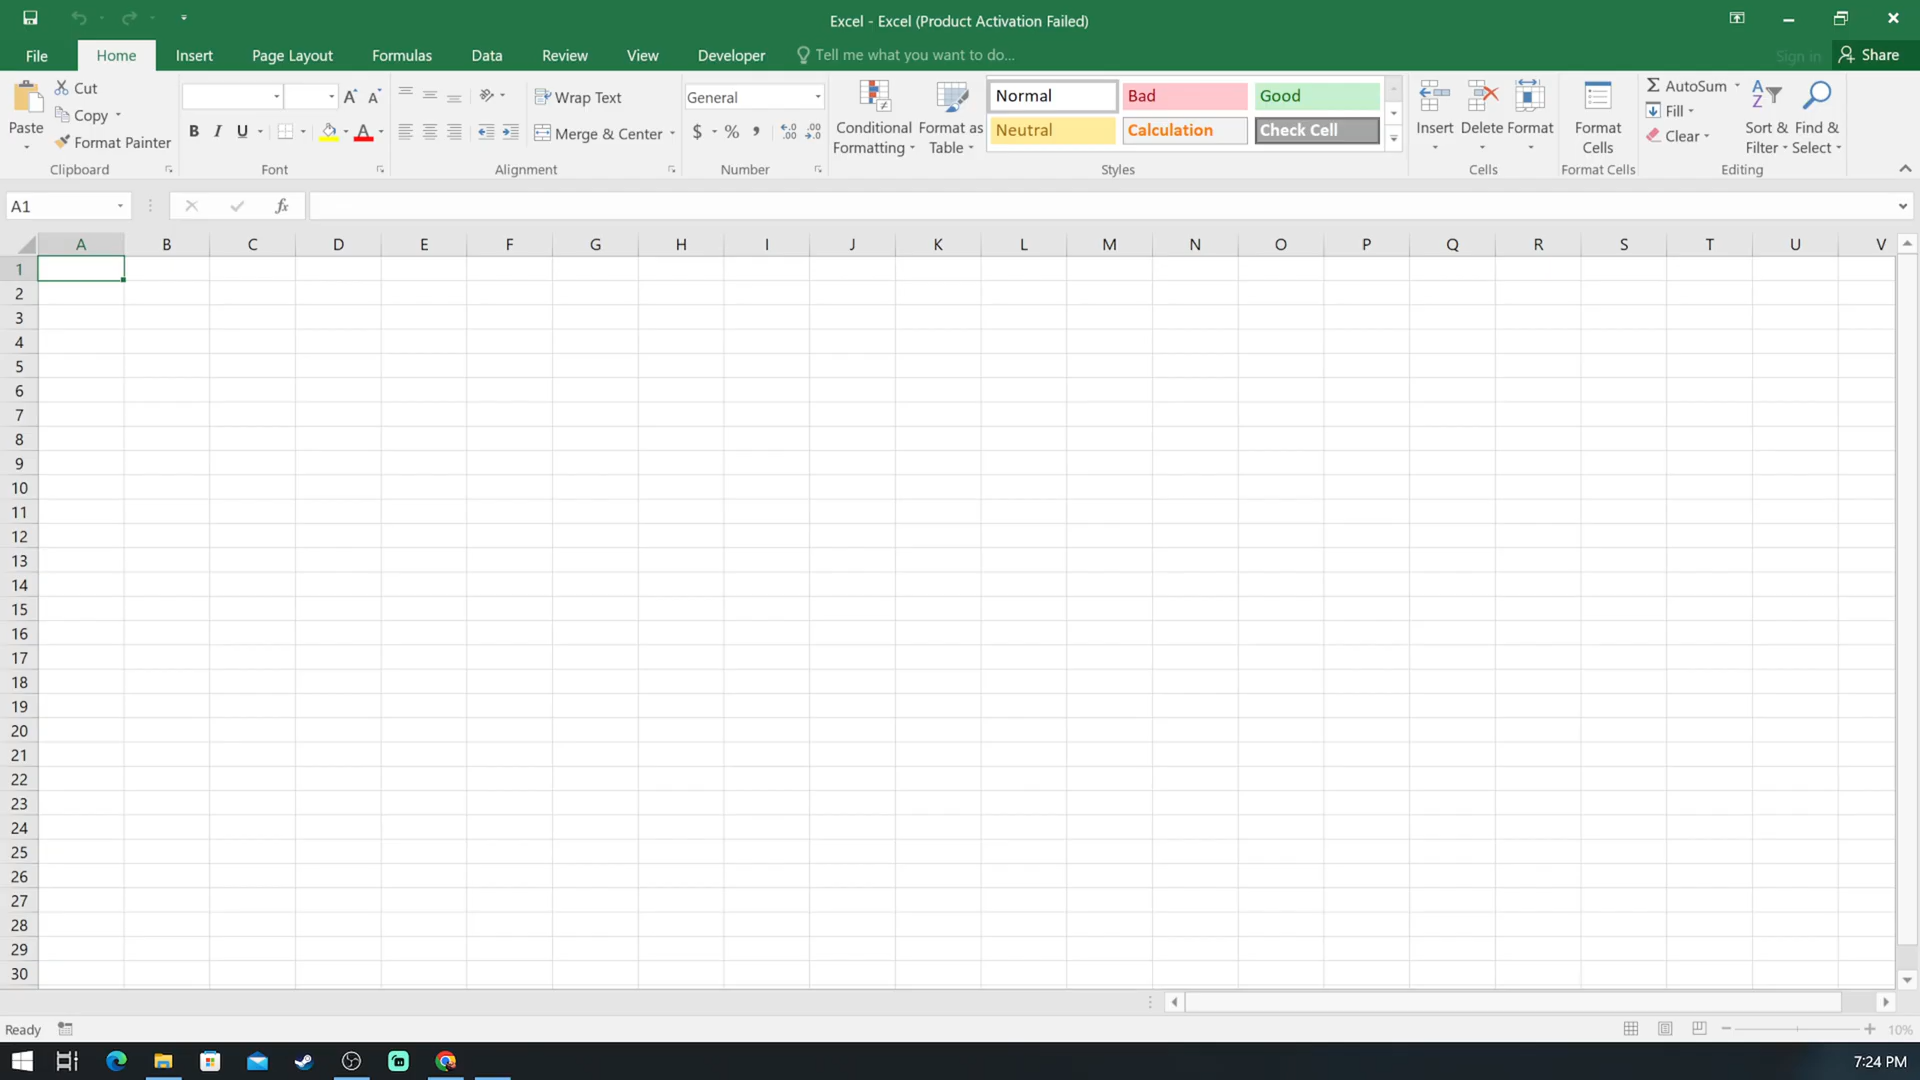 Excel - Excel (Product Activation Failed)
File Home Insert Page Layout Formulas Data Review View Developer Tell me what you want to do... Sign in Share
Paste
Cut
Copy
Format Painter
Clipboard
B I U A
Font
Wrap Text
Merge & Center
Alignment
General
$ % ,
Number
Conditional Formatting
Format as Table
Normal Bad Good
Neutral Calculation Check Cell
Styles
Insert Delete Format
Cells
Format Cells
Format Cells
AutoSum
Fill
Clear
Sort & Filter
Find & Select
Editing
A1 fx
A B C D E F G H I J K L M N O P Q R S T U V
1
2
3
4
5
6
7
8
9
10
11
12
13
14
15
16
17
18
19
20
21
22
23
24
25
26
27
28
29
30
Ready 10%
7:24 PM